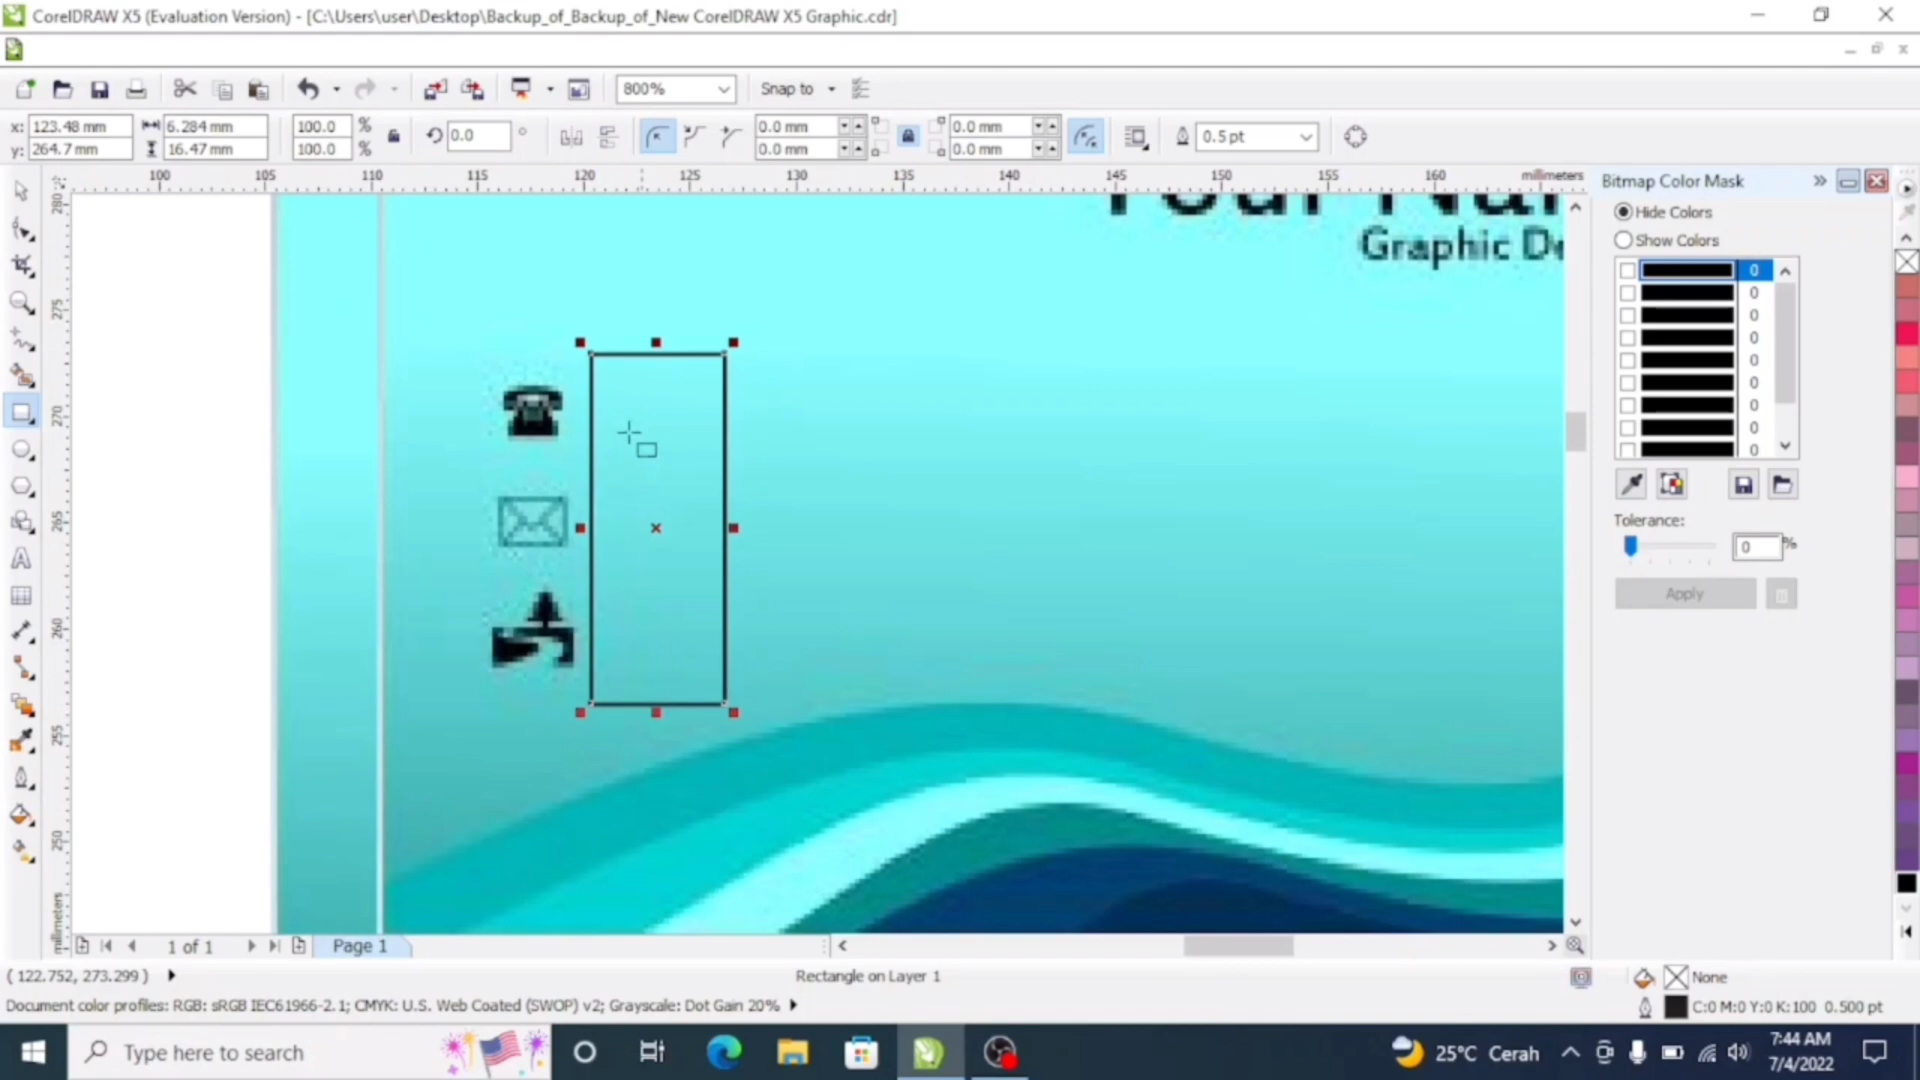 CorelDRAW X5 (Evaluation Version) - [C:\Users\user\Desktop\Backup_of_Backup_of_New CorelDRAW X5 Graphic.cdr]
800%
Snap to
x: 123.48 mm
y: 264.7 mm
6.284 mm
16.47 mm
100.0 %
100.0 %
0.0 °
0.0 mm
0.0 mm
0.0 mm
0.0 mm
0.5 pt
100 105 110 115 120 125 130 135 140 145 150 155 160 millimeters
280
275
270
265
260
255
250
millimeters
Graphic De
Bitmap Color Mask
Hide Colors
Show Colors
0
0
0
0
0
0
0
0
0
Tolerance:
0 %
Apply
1 of 1
Page 1
( 122.752, 273.299 )
Rectangle on Layer 1
None
Document color profiles: RGB: sRGB IEC61966-2.1; CMYK: U.S. Web Coated (SWOP) v2; Grayscale: Dot Gain 20%
C:0 M:0 Y:0 K:100 0.500 pt
Type here to search
25°C Cerah
7:44 AM
7/4/2022